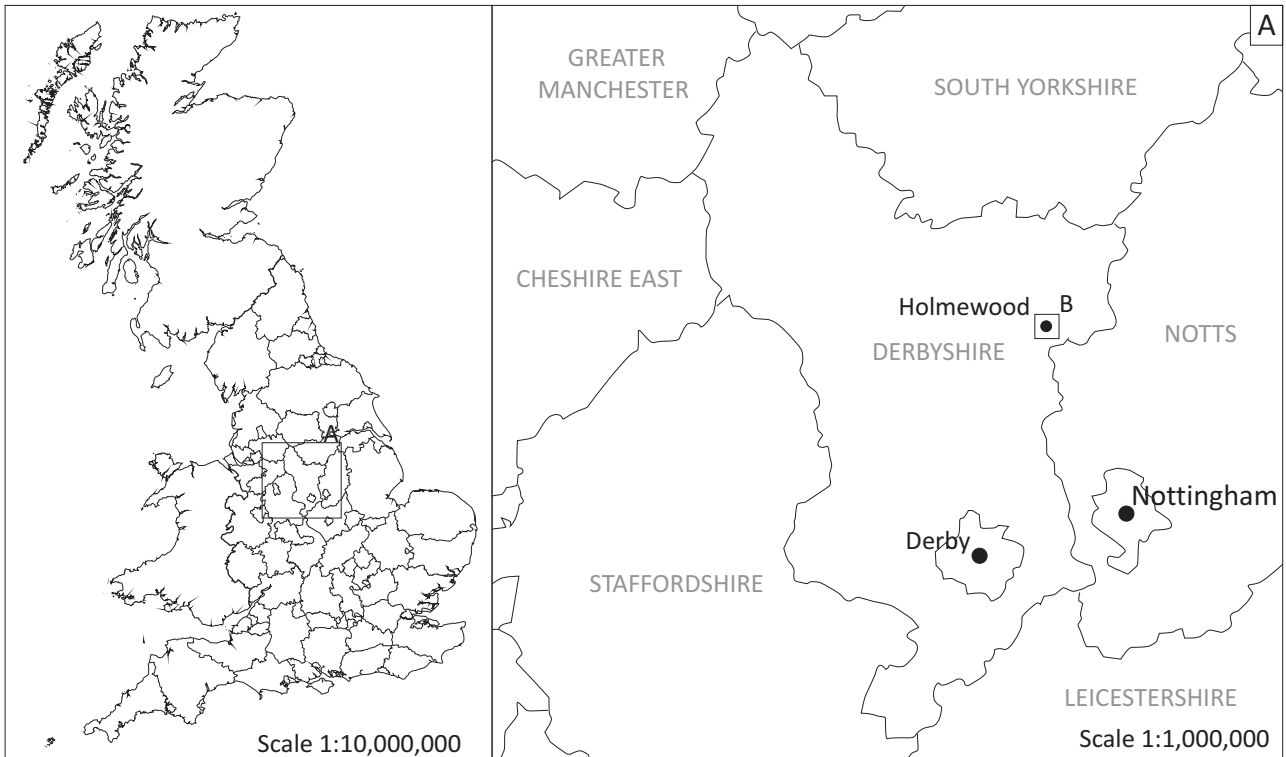 A
Scale 1:10,000,000
A
GREATER
MANCHESTER
SOUTH YORKSHIRE
CHESHIRE EAST
Holmewood
B
DERBYSHIRE
NOTTS
Nottingham
Derby
STAFFORDSHIRE
LEICESTERSHIRE
Scale 1:1,000,000